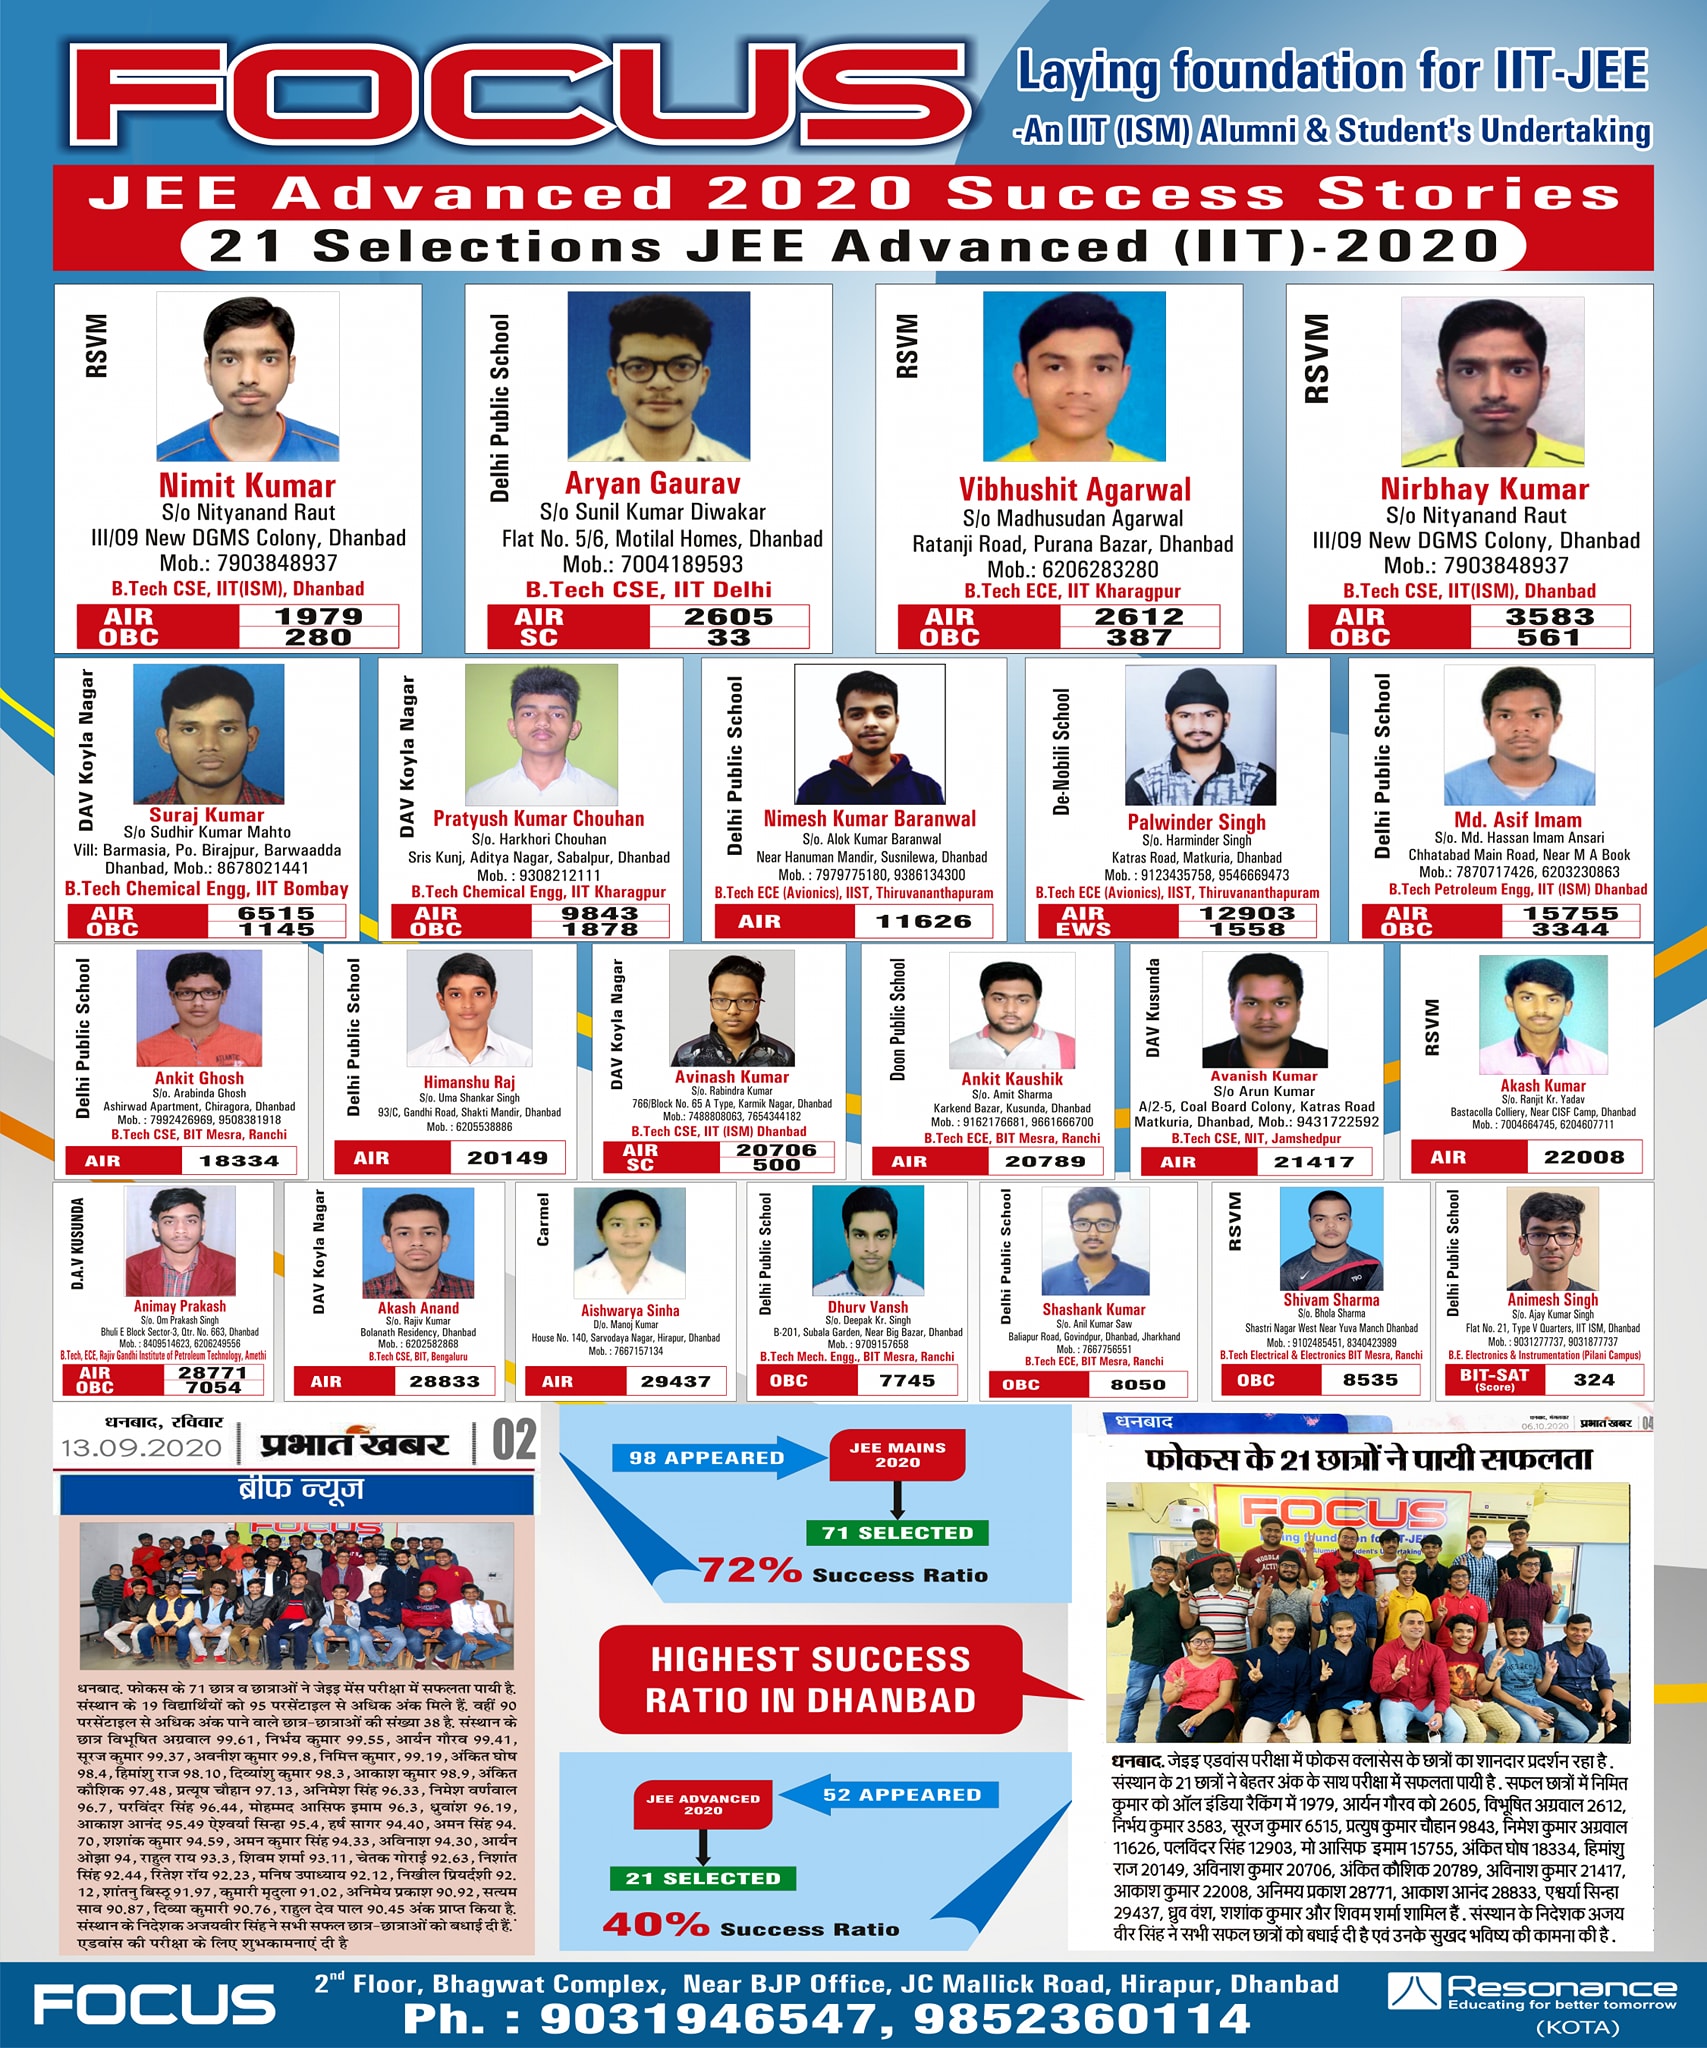 FOCUS
Laying foundation for IIT-JEE
-An IIT (ISM) Alumni & Student's Undertaking
JEE Advanced 2020 Success Stories
21 Selections JEE Advanced (IIT)-2020
RSVM
Nimit Kumar
S/o Nityanand Raut
III/09 New DGMS Colony, Dhanbad
Mob.: 7903848937
B.Tech CSE, IIT(ISM), Dhanbad
AIR 1979
OBC 280
Delhi Public School
Aryan Gaurav
S/o Sunil Kumar Diwakar
Flat No. 5/6, Motilal Homes, Dhanbad
Mob.: 7004189593
B.Tech CSE, IIT Delhi
AIR 2605
SC 33
RSVM
Vibhushit Agarwal
S/o Madhusudan Agarwal
Ratanji Road, Purana Bazar, Dhanbad
Mob.: 6206283280
B.Tech ECE, IIT Kharagpur
AIR 2612
OBC 387
RSVM
Nirbhay Kumar
S/o Nityanand Raut
III/09 New DGMS Colony, Dhanbad
Mob.: 7903848937
B.Tech CSE, IIT(ISM), Dhanbad
AIR 3583
OBC 561
DAV Koyla Nagar
Suraj Kumar
S/o Sudhir Kumar Mahto
Vill: Barmasia, Po. Birajpur, Barwaadda
Dhanbad, Mob.: 8678021441
B.Tech Chemical Engg, IIT Bombay
AIR 6515
OBC 1145
DAV Koyla Nagar
Pratyush Kumar Chouhan
S/o. Harkhori Chouhan
Sris Kunj, Aditya Nagar, Sabalpur, Dhanbad
Mob. : 9308212111
B.Tech Chemical Engg, IIT Kharagpur
AIR 9843
OBC 1878
Delhi Public School
Nimesh Kumar Baranwal
S/o. Alok Kumar Baranwal
Near Hanuman Mandir, Susnilewa, Dhanbad
Mob. : 7979775180, 9386134300
B.Tech ECE (Avionics), IIST, Thiruvananthapuram
AIR 11626
De-Nobili School
Palwinder Singh
S/o. Harminder Singh
Katras Road, Matkuria, Dhanbad
Mob. : 9123435758, 9546669473
B.Tech ECE (Avionics), IIST, Thiruvananthapuram
AIR 12903
EWS 1558
Delhi Public School
Md. Asif Imam
S/o. Md. Hassan Imam Ansari
Chhatabad Main Road, Near M A Book
Mob. : 7870717426, 6203230863
B.Tech Petroleum Engg, IIT (ISM) Dhanbad
AIR 15755
OBC 3344
Delhi Public School
Ankit Ghosh
S/o. Arabinda Ghosh
Ashirwad Apartment, Chiragora, Dhanbad
Mob. : 7992426969, 9508381918
B.Tech CSE, BIT Mesra, Ranchi
AIR 18334
Delhi Public School
Himanshu Raj
S/o. Uma Shankar Singh
93/C, Gandhi Road, Shakti Mandir, Dhanbad
Mob. : 6205538886
AIR 20149
DAV Koyla Nagar
Avinash Kumar
S/o. Rabindra Kumar
766/Block No. 65 A Type, Karmik Nagar, Dhanbad
Mob.: 7488808063, 7654344182
B.Tech CSE, IIT (ISM) Dhanbad
AIR 20706
SC 500
Doon Public School
Ankit Kaushik
S/o. Amit Sharma
Karkend Bazar, Kusunda, Dhanbad
Mob. : 9162176681, 9661666700
B.Tech ECE, BIT Mesra, Ranchi
AIR 20789
DAV Kusunda
Avanish Kumar
S/o Arun Kumar
A/2-5, Coal Board Colony, Katras Road
Matkuria, Dhanbad, Mob.: 9431722592
B.Tech CSE, NIT, Jamshedpur
AIR 21417
RSVM
Akash Kumar
S/o. Ranjit Kr. Yadav
Bastacolla Colliery, Near CISF Camp, Dhanbad
Mob. : 7004664745, 6204607711
AIR 22008
D.A.V KUSUNDA
Animay Prakash
S/o. Om Prakash Singh
Bhuli E Block Sector-3, Qtr. No. 663, Dhanbad
Mob. : 8409514623, 6206249556
B.Tech, ECE, Rajiv Gandhi Institute of Petroleum Technology, Amethi
AIR 28771
OBC 7054
DAV Koyla Nagar
Akash Anand
S/o. Rajiv Kumar
Bolanath Residency, Dhanbad
Mob. : 6202582868
B.Tech CSE, BIT, Bengaluru
AIR 28833
Carmel
Aishwarya Sinha
D/o. Manoj Kumar
House No. 140, Sarvodaya Nagar, Hirapur, Dhanbad
Mob. : 7667157134
AIR 29437
Delhi Public School
Dhurv Vansh
S/o. Deepak Kr. Singh
B-201, Subala Garden, Near Big Bazar, Dhanbad
Mob. : 9709157658
B.Tech Mech. Engg., BIT Mesra, Ranchi
OBC 7745
Delhi Public School
Shashank Kumar
S/o. Anil Kumar Saw
Baliapur Road, Govindpur, Dhanbad, Jharkhand
Mob. : 7667756551
B.Tech ECE, BIT Mesra, Ranchi
OBC 8050
RSVM
Shivam Sharma
S/o. Bhola Sharma
Shastri Nagar West Near Yuva Manch Dhanbad
Mob. : 9102485451, 8340423989
B.Tech Electrical & Electronics BIT Mesra, Ranchi
OBC 8535
Delhi Public School
Animesh Singh
S/o. Ajay Kumar Singh
Flat No. 21, Type V Quarters, IIT ISM, Dhanbad
Mob. : 9031277737, 9031877737
B.E. Electronics & Instrumentation (Pilani Campus)
BIT-SAT (Score) 324
धनबाद, रविवार
13.09.2020
प्रभात खबर
02
ब्रीफ न्यूज
FOCUS
धनबाद. फोकस के 71 छात्र व छात्राओं ने जेइइ मेंस परीक्षा में सफलता पायी है.
संस्थान के 19 विद्यार्थियों को 95 परसेंटाइल से अधिक अंक मिले हैं. वहीं 90
परसेंटाइल से अधिक अंक पाने वाले छात्र-छात्राओं की संख्या 38 है. संस्थान के
छात्र विभूषित अग्रवाल 99.61, निर्भय कुमार 99.55, आर्यन गौरव 99.41,
सूरज कुमार 99.37, अवनीश कुमार 99.8, निमित्त कुमार, 99.19, अंकित घोष
98.4, हिमांशु राज 98.10, दिव्यांशु कुमार 98.3, आकाश कुमार 98.9, अंकित
कौशिक 97.48, प्रत्यूष चौहान 97.13, अनिमेश सिंह 96.33, निमेश वर्णवाल
96.7, परविंदर सिंह 96.44, मोहम्मद आसिफ इमाम 96.3, ध्रुवांश 96.19,
आकाश आनंद 95.49 ऐश्वर्या सिन्हा 95.4, हर्ष सागर 94.40, अमन सिंह 94.
70, शशांक कुमार 94.59, अमन कुमार सिंह 94.33, अविनाश 94.30, आर्यन
ओझा 94, राहुल राय 93.3, शिवम शर्मा 93.11, चेतक गोराई 92.63, निशांत
सिंह 92.44, रितेश रॉय 92.23, मनिष उपाध्याय 92.12, निखील प्रियर्दशी 92.
12, शांतनु बिस्ठू 91.97, कुमारी मृदुला 91.02, अनिमेय प्रकाश 90.92, सत्यम
साव 90.87, दिव्या कुमारी 90.76, राहुल देव पाल 90.45 अंक प्राप्त किया है.
संस्थान के निदेशक अजयवीर सिंह ने सभी सफल छात्र-छात्राओं को बधाई दी हैं.
एडवांस की परीक्षा के लिए शुभकामनाएं दी है
98 APPEARED
JEE MAINS
2020
71 SELECTED
72% Success Ratio
HIGHEST SUCCESS
RATIO IN DHANBAD
JEE ADVANCED
2020
52 APPEARED
21 SELECTED
40% Success Ratio
धनबाद
धनबाद, मंगलवार
06.10.2020
प्रभात खबर
04
फोकस के 21 छात्रों ने पायी सफलता
FOCUS
धनबाद. जेइइ एडवांस परीक्षा में फोकस क्लासेस के छात्रों का शानदार प्रदर्शन रहा है .
संस्थान के 21 छात्रों ने बेहतर अंक के साथ परीक्षा में सफलता पायी है . सफल छात्रों में निमित
कुमार को ऑल इंडिया रैकिंग में 1979, आर्यन गौरव को 2605, विभूषित अग्रवाल 2612,
निर्भय कुमार 3583, सूरज कुमार 6515, प्रत्युष कुमार चौहान 9843, निमेश कुमार अग्रवाल
11626, पलविंदर सिंह 12903, मो आसिफ इमाम 15755, अंकित घोष 18334, हिमांशु
राज 20149, अविनाश कुमार 20706, अंकित कौशिक 20789, अविनाश कुमार 21417,
आकाश कुमार 22008, अनिमय प्रकाश 28771, आकाश आनंद 28833, एश्वर्या सिन्हा
29437, ध्रुव वंश, शशांक कुमार और शिवम शर्मा शामिल हैं . संस्थान के निदेशक अजय
वीर सिंह ने सभी सफल छात्रों को बधाई दी है एवं उनके सुखद भविष्य की कामना की है .
FOCUS
2nd Floor, Bhagwat Complex, Near BJP Office, JC Mallick Road, Hirapur, Dhanbad
Ph. : 9031946547, 9852360114
Resonance
Educating for better tomorrow
(KOTA)